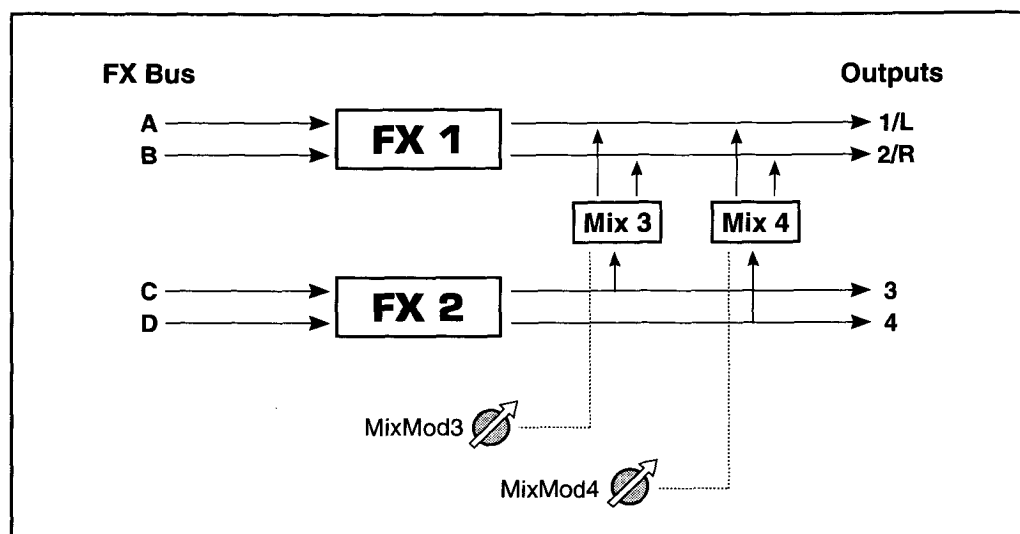 FX Bus Outputs
A FX 1 1/L
B 2/R
Mix 3 Mix 4
C FX 2 3
D 4
MixMod3
MixMod4